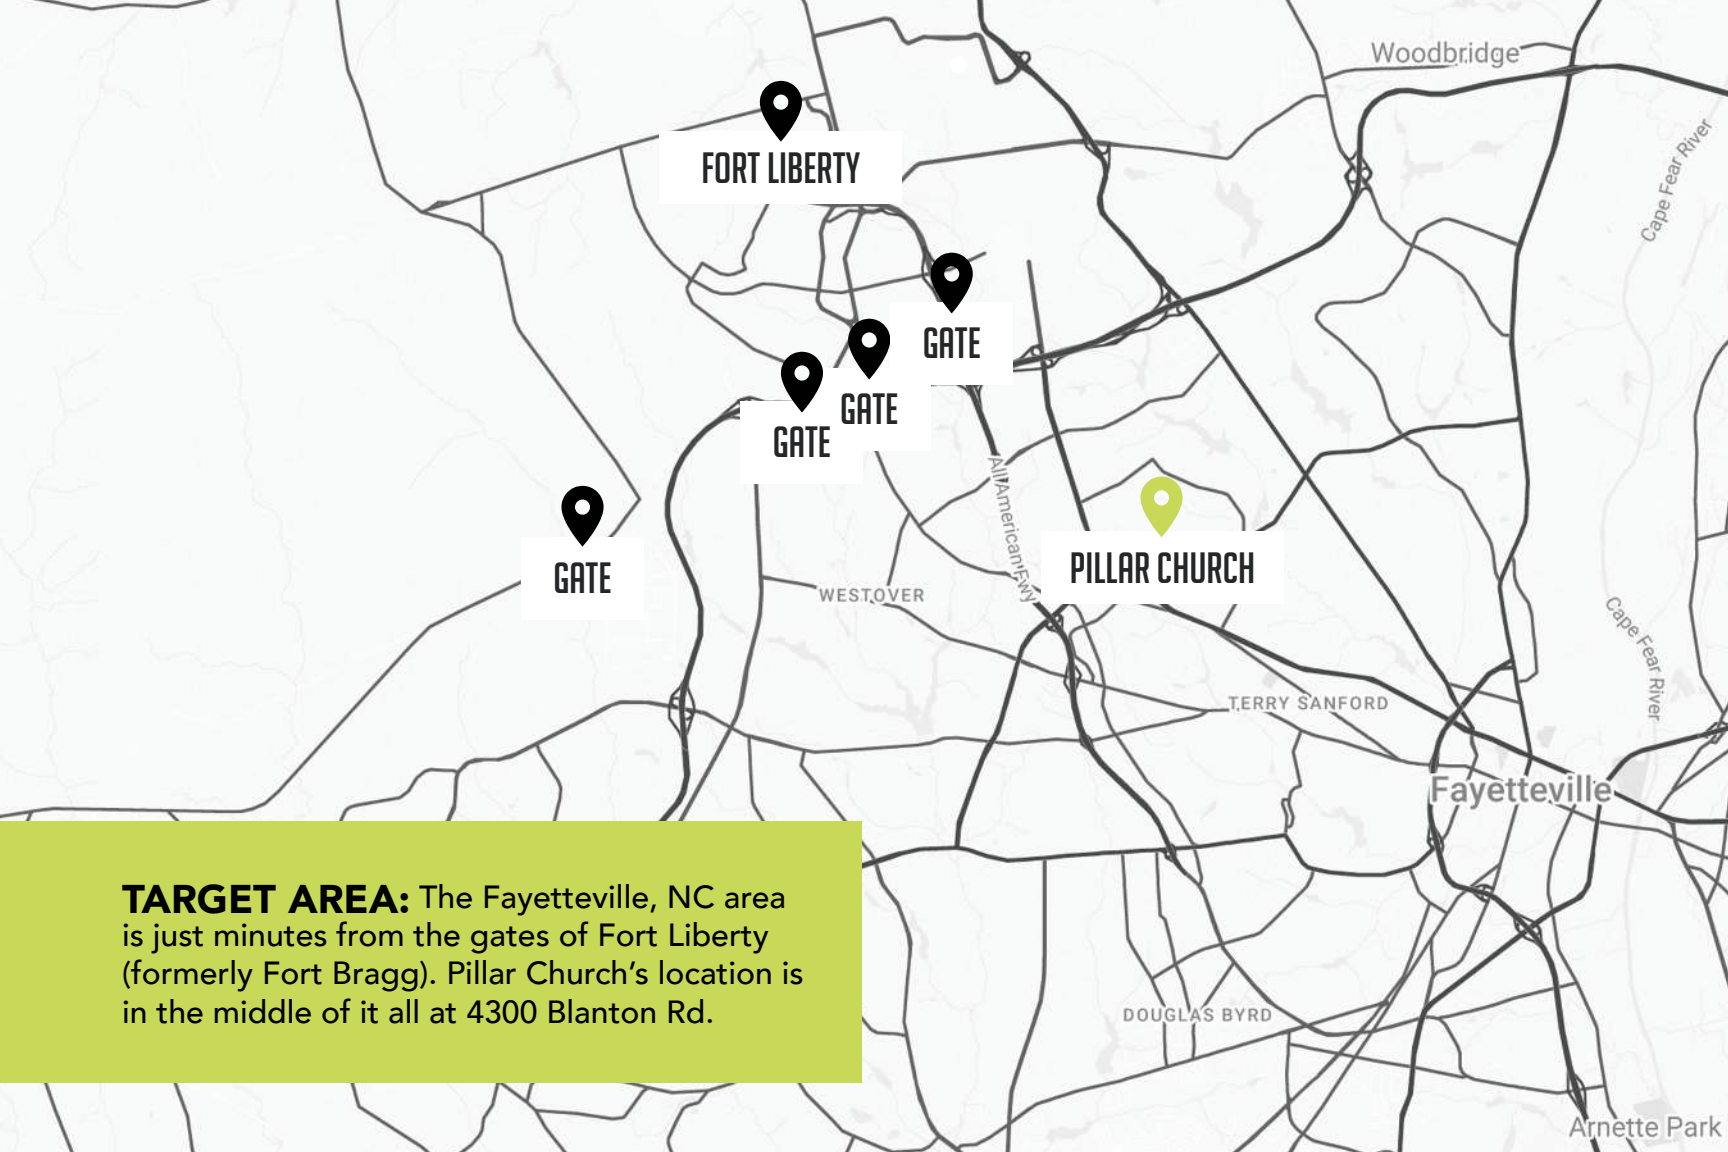 Woodbridge
Cape Fear River
FORT LIBERTY
GATE
GATE
GATE
All American Fwy
GATE
PILLAR CHURCH
WESTOVER
Cape Fear River
TERRY SANFORD
Fayetteville
TARGET AREA: The Fayetteville, NC area
is just minutes from the gates of Fort Liberty
(formerly Fort Bragg). Pillar Church’s location is
in the middle of it all at 4300 Blanton Rd.
DOUGLAS BYRD
Arnette Park